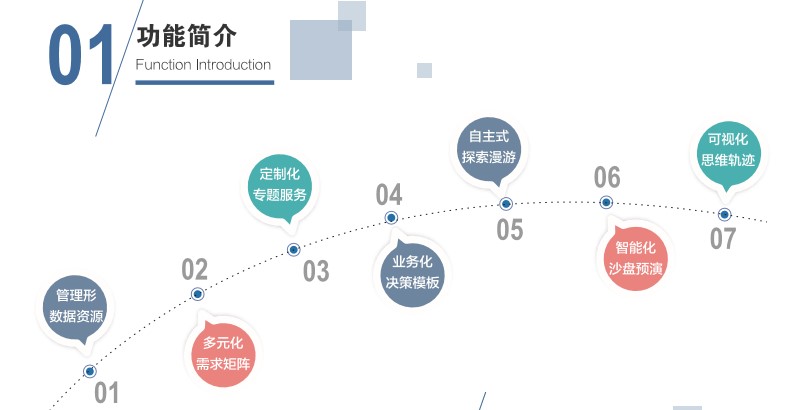 01
功能简介
Function Introduction
管理形
数据资源
01
02
多元化
需求矩阵
定制化
专题服务
03
04
业务化
决策模板
自主式
探索漫游
05
06
智能化
沙盘预演
可视化
思维轨迹
07